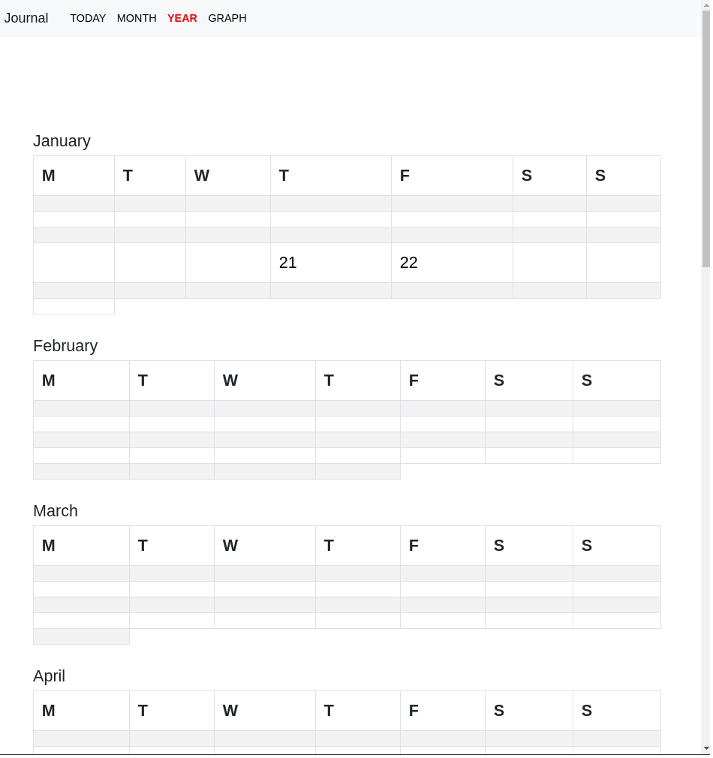 Journal TODAY MONTH YEAR GRAPH
January
M T W T F S S
21 22
February
M T W T F S S
March
M T W T F S S
April
M T W T F S S